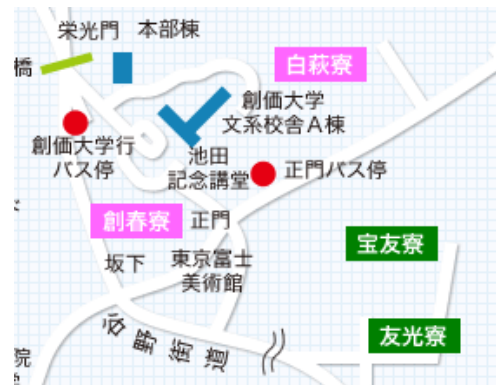 栄光門
本部棟
橋
白萩寮
創価大学
文系校舎A棟
創価大学行
バス停
池田
記念講堂
正門バス停
創春寮
正門
宝友寮
坂下
東京富士
美術館
谷野街道
友光寮
院